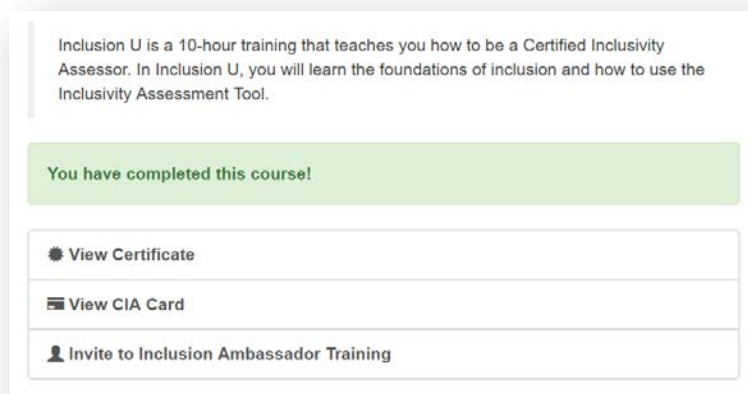 Inclusion U is a 10-hour training that teaches you how to be a Certified Inclusivity
Assessor. In Inclusion U, you will learn the foundations of inclusion and how to use the
Inclusivity Assessment Tool.
You have completed this course!
View Certificate
View CIA Card
Invite to Inclusion Ambassador Training